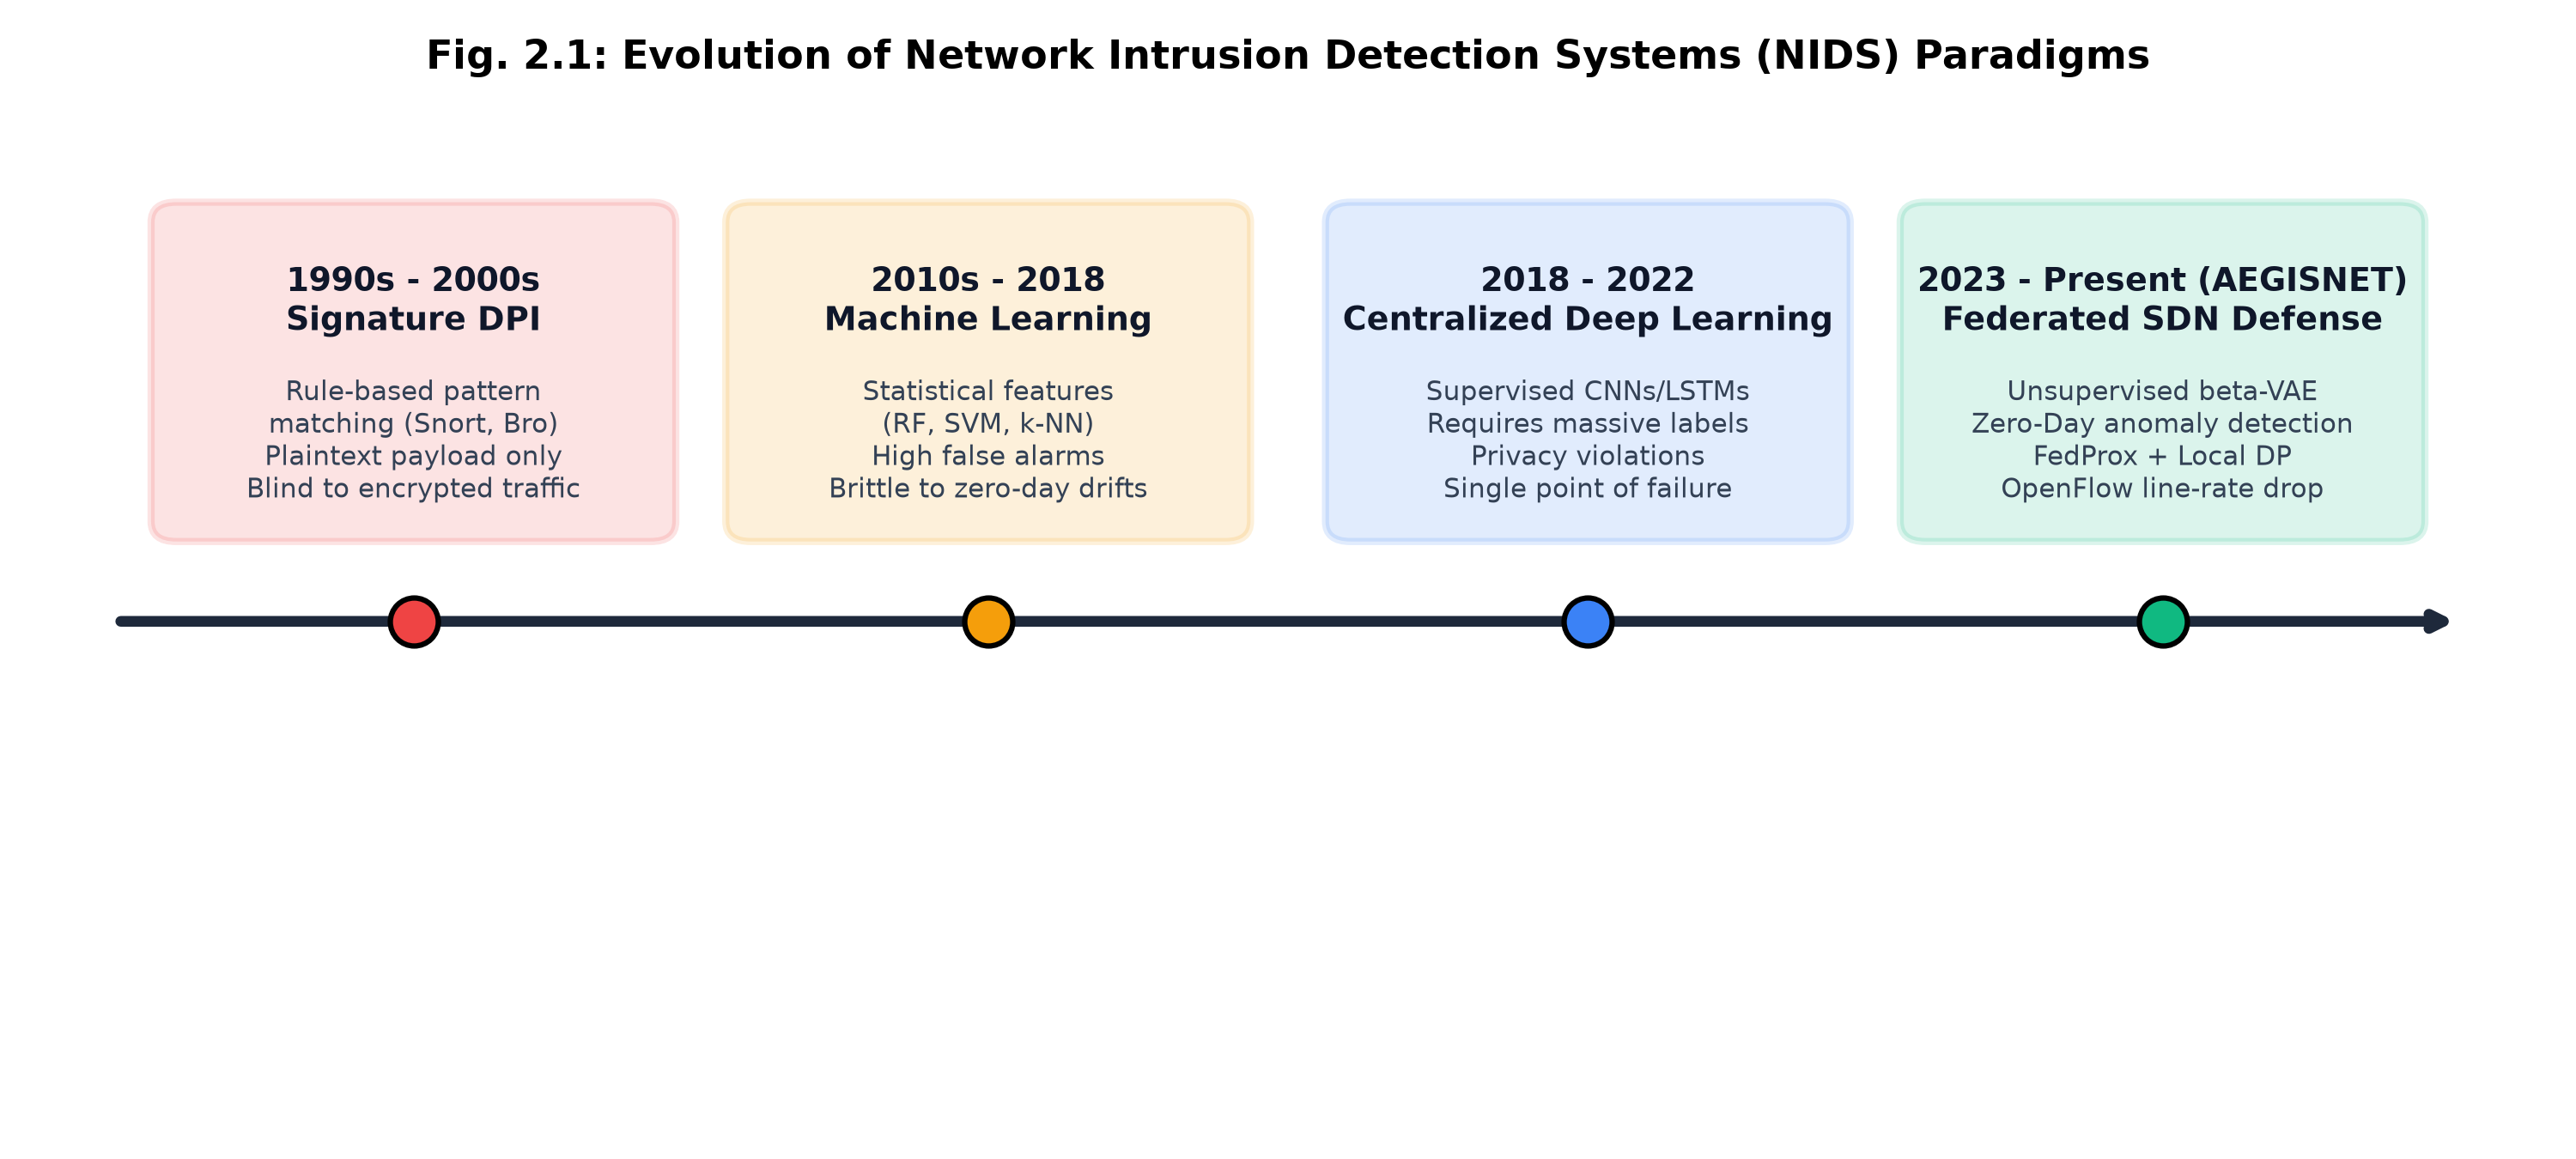 Fig. 2.1: Evolution of Network Intrusion Detection Systems (NIDS) Paradigms
1990s - 2000s
Signature DPI
Rule-based pattern
matching (Snort, Bro)
Plaintext payload only
Blind to encrypted traffic
2010s - 2018
Machine Learning
Statistical features
(RF, SVM, k-NN)
High false alarms
Brittle to zero-day drifts
2018 - 2022
Centralized Deep Learning
Supervised CNNs/LSTMs
Requires massive labels
Privacy violations
Single point of failure
2023 - Present (AEGISNET)
Federated SDN Defense
Unsupervised beta-VAE
Zero-Day anomaly detection
FedProx + Local DP
OpenFlow line-rate drop